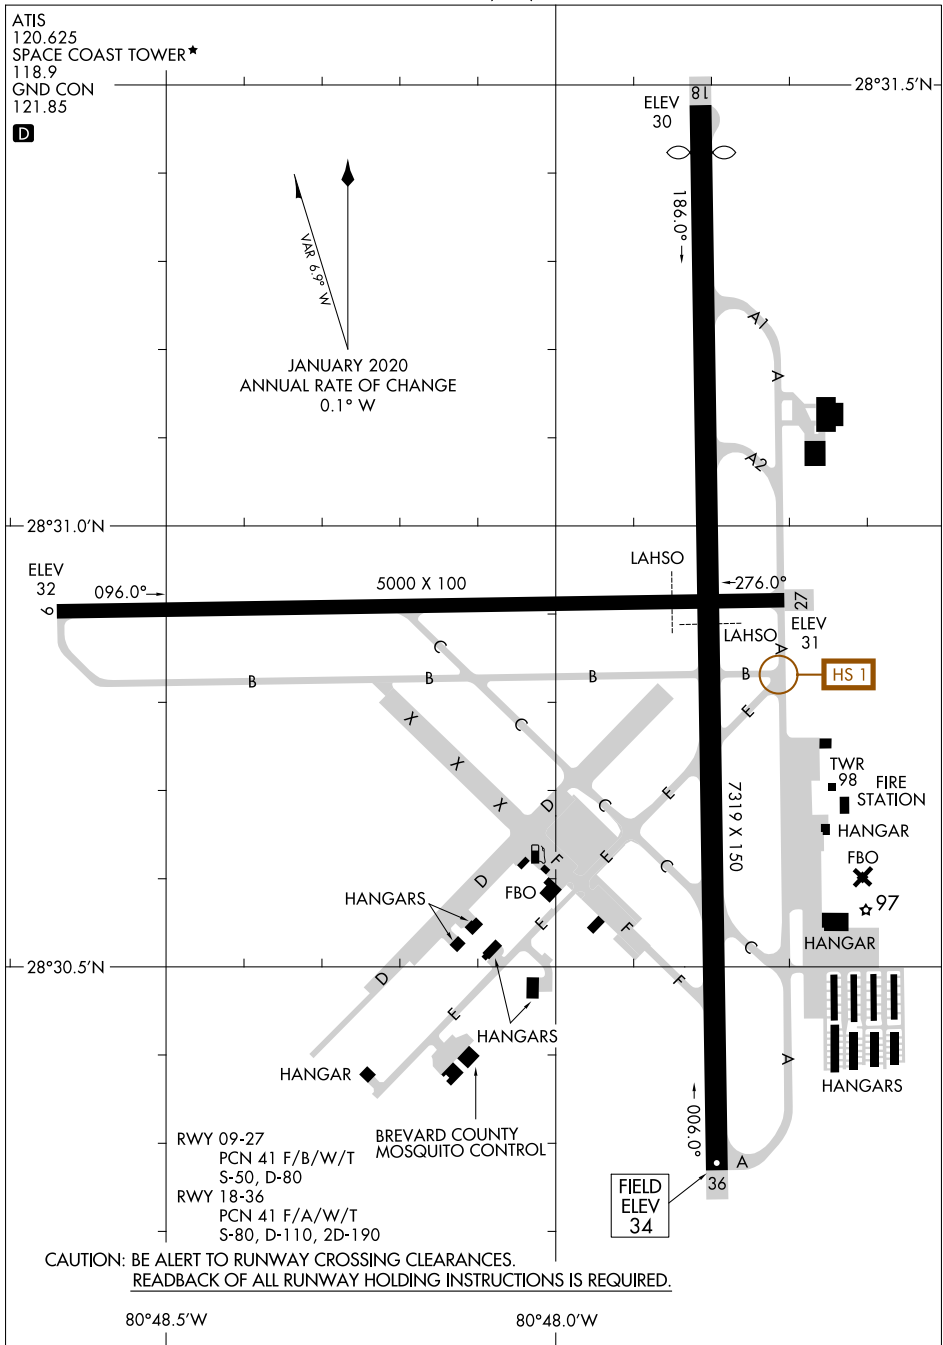 ATIS
120.625
SPACE COAST TOWER★
118.9
GND CON
121.85
D
28°31.5'N
18
ELEV
30
186.0°
VAR 6.9° W
JANUARY 2020
ANNUAL RATE OF CHANGE
0.1° W
A1
A
A2
28°31.0'N
LAHSO
ELEV
32
9
096.0°
5000 X 100
276.0°
27
ELEV
31
LAHSO
A
C
B
B
B
B
HS 1
X
C
E
X
TWR
98
FIRE
STATION
7319 X 150
E
X
D
C
HANGAR
F
E
C
FBO
D
FBO
97
HANGARS
E
F
C
HANGAR
28°30.5'N
D
F
E
HANGARS
A
HANGARS
HANGAR
006.0°
RWY 09-27
PCN 41 F/B/W/T
S-50, D-80
RWY 18-36
PCN 41 F/A/W/T
S-80, D-110, 2D-190
BREVARD COUNTY
MOSQUITO CONTROL
A
36
FIELD
ELEV
34
CAUTION: BE ALERT TO RUNWAY CROSSING CLEARANCES.
READBACK OF ALL RUNWAY HOLDING INSTRUCTIONS IS REQUIRED.
80°48.5'W
80°48.0'W